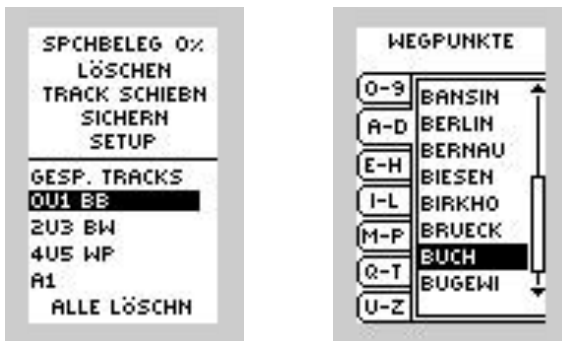 SPCHBELEG 0%
LöSCHEN
TRACK SCHIEBN
SICHERN
SETUP
GESP. TRACKS
0U1 BB
2U3 BW
4U5 WP
A1
ALLE LöSCHN
WEGPUNKTE
0-9
A-D
E-H
I-L
M-P
Q-T
U-Z
BANSIN
BERLIN
BERNAU
BIESEN
BIRKHO
BRUECK
BUCH
BUGEWI